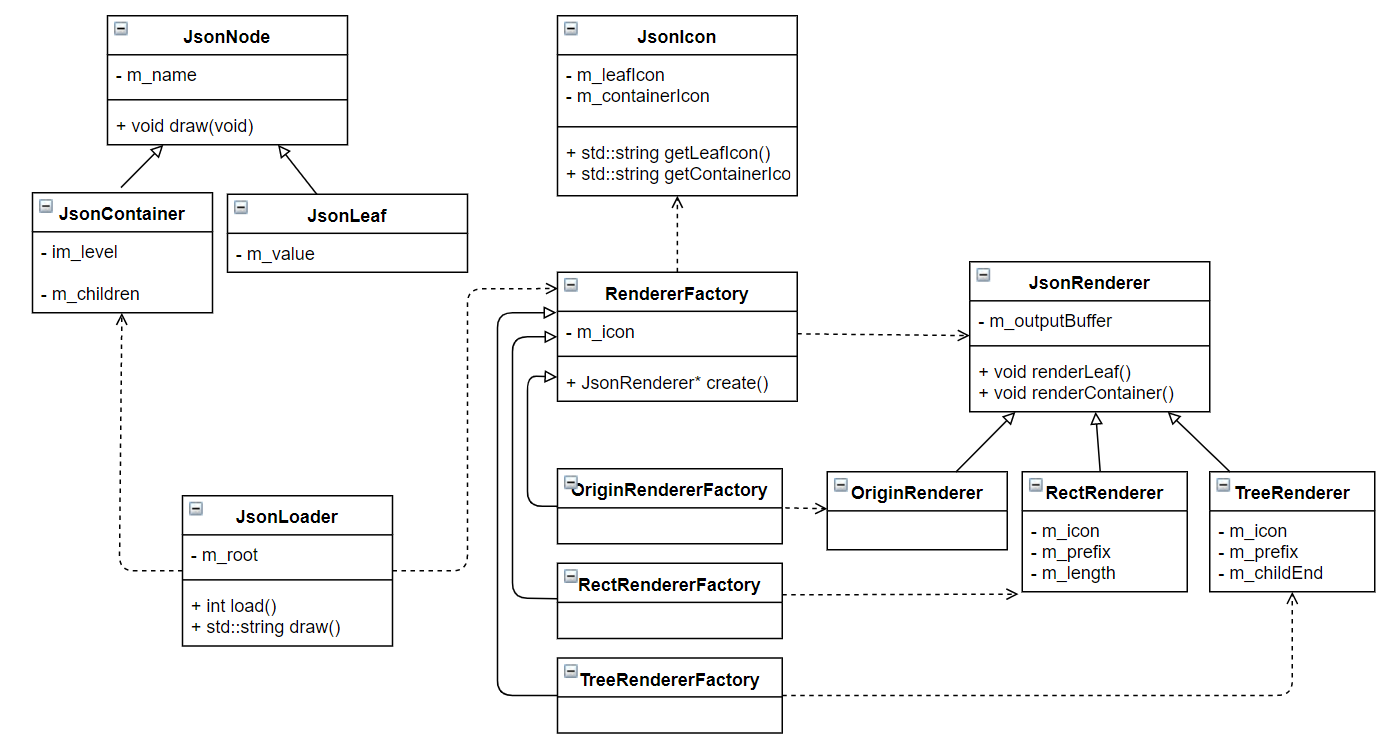 JsonNode
- m_name
+ void draw(void)
JsonContainer
- im_level
- m_children
JsonLeaf
- m_value
JsonIcon
- m_leafIcon
- m_containerIcon
+ std::string getLeafIcon()
+ std::string getContainerIco
RendererFactory
- m_icon
+ JsonRenderer* create()
JsonRenderer
- m_outputBuffer
+ void renderLeaf()
+ void renderContainer()
JsonLoader
- m_root
+ int load()
+ std::string draw()
OriginRendererFactory
RectRendererFactory
TreeRendererFactory
OriginRenderer
RectRenderer
- m_icon
- m_prefix
- m_length
TreeRenderer
- m_icon
- m_prefix
- m_childEnd